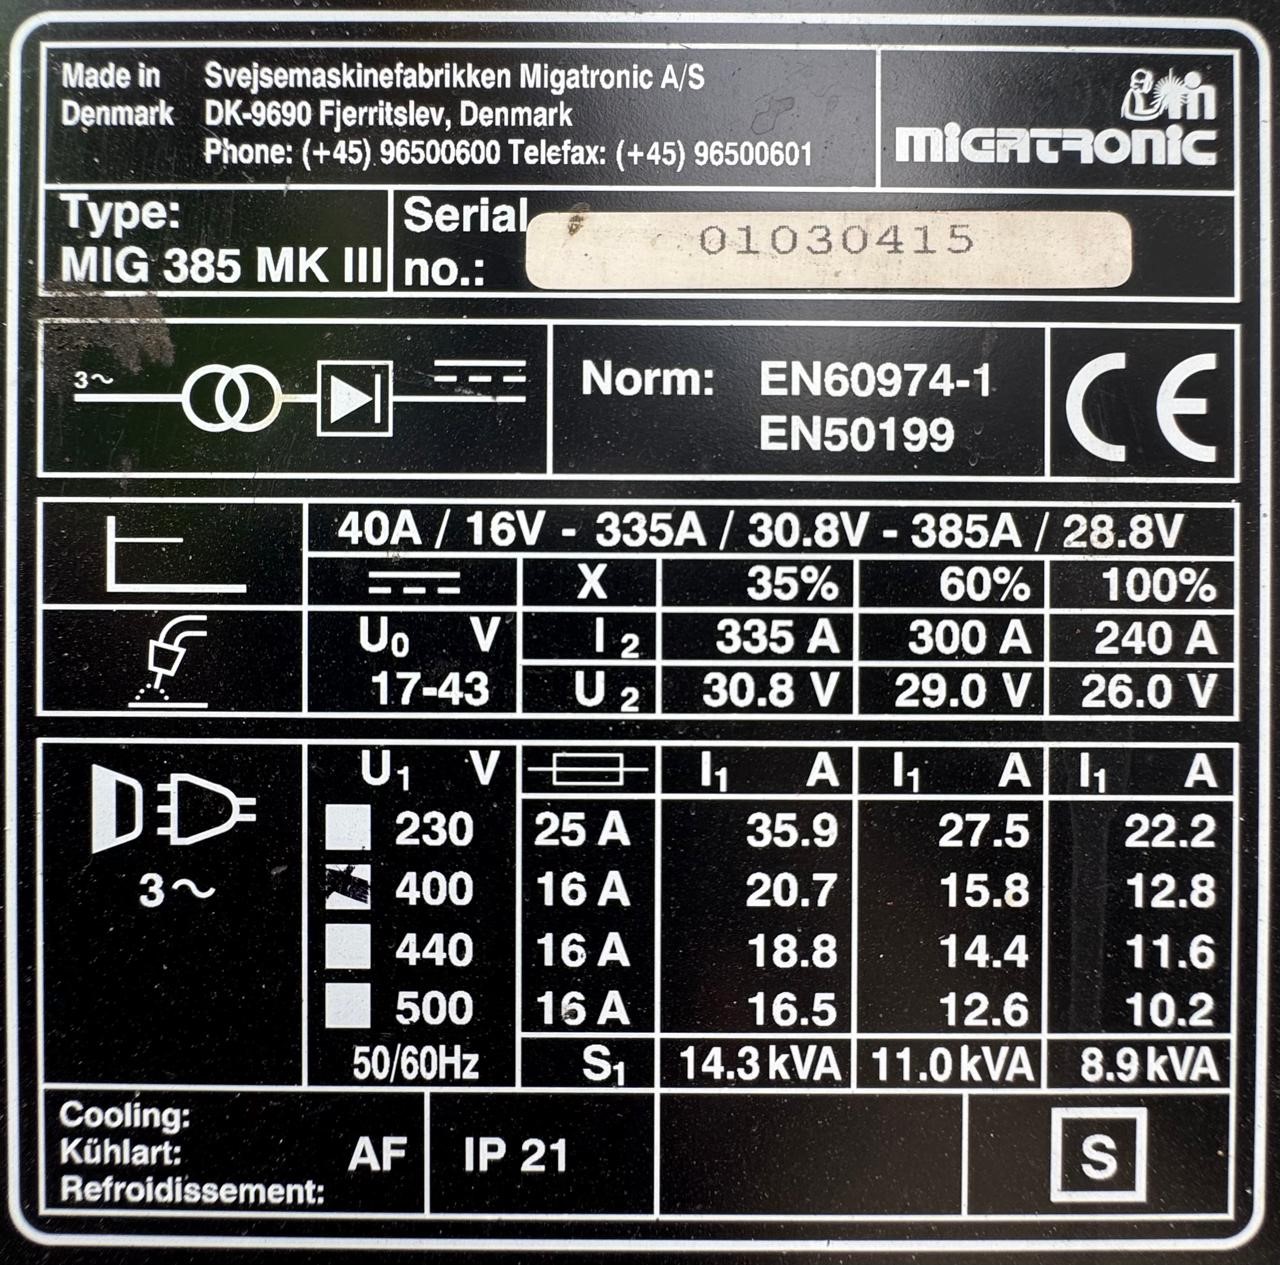 Made in Svejsemaskinefabrikken Migatronic A/S
Denmark DK-9690 Fjerritslev, Denmark
Phone: (+45) 96500600 Telefax: (+45) 96500601
MIGATRONIC
Type:
MIG 385 MK III
Serial
no.:
01030415
3~
Norm: EN60974-1
EN50199
CE
40A / 16V - 335A / 30.8V - 385A / 28.8V
X 35% 60% 100%
U0 V I2 335 A 300 A 240 A
17-43 U2 30.8 V 29.0 V 26.0 V
U1 V I1 A I1 A I1 A
230 25 A 35.9 27.5 22.2
3~ 400 16 A 20.7 15.8 12.8
440 16 A 18.8 14.4 11.6
500 16 A 16.5 12.6 10.2
50/60Hz S1 14.3 kVA 11.0 kVA 8.9 kVA
Cooling:
Kühlart: AF IP 21 S
Refroidissement: